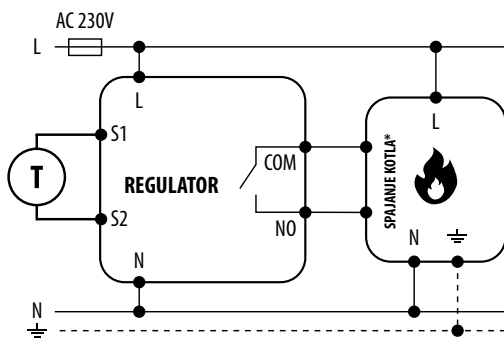 AC 230V
L
L
L
S1
T
REGULATOR
COM
SPAJANJE KOTLA*
S2
NO
N
N
N